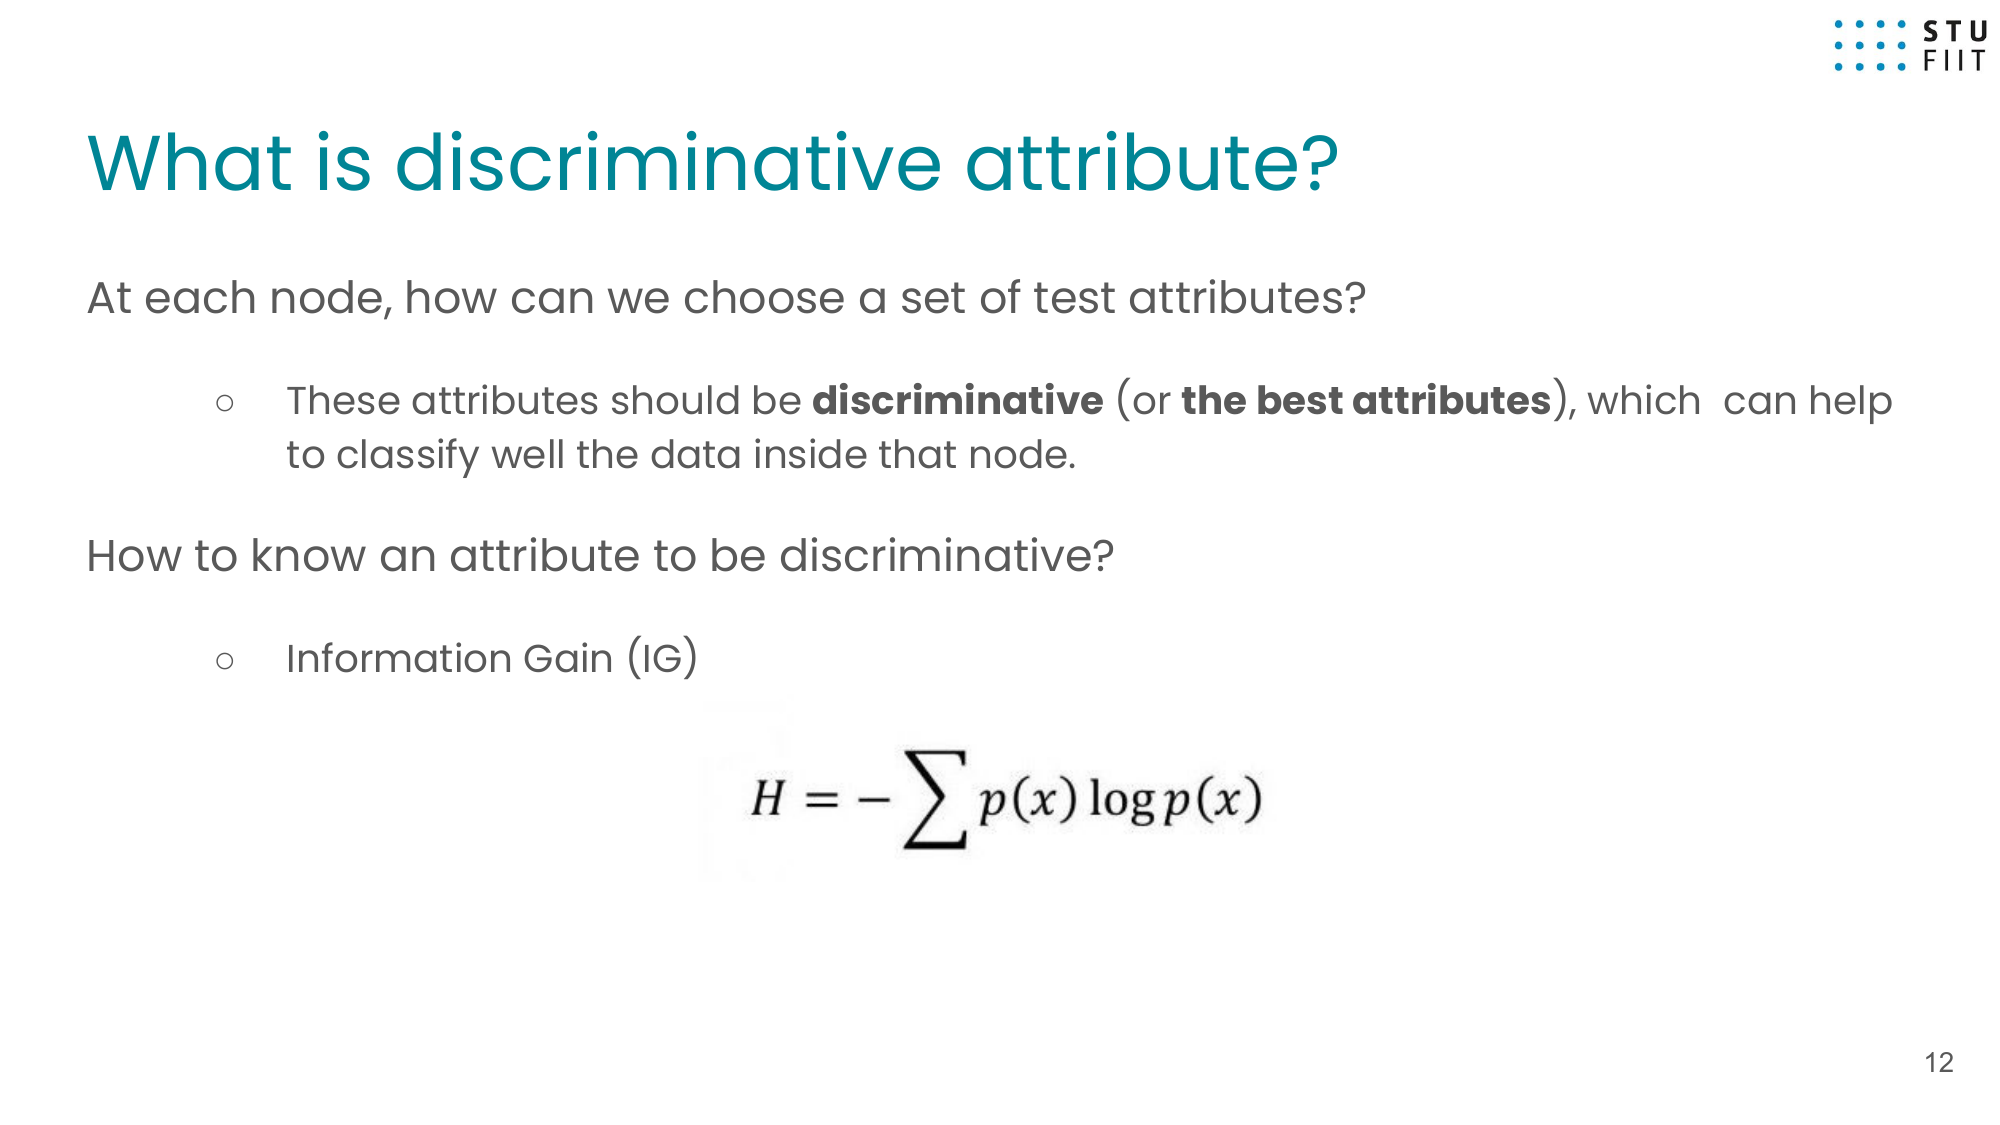 STU
FIIT
What is discriminative attribute?
At each node, how can we choose a set of test attributes?
○ These attributes should be discriminative (or the best attributes), which can help
to classify well the data inside that node.
How to know an attribute to be discriminative?
○ Information Gain (IG)
H = − ∑ p(x) log p(x)
12